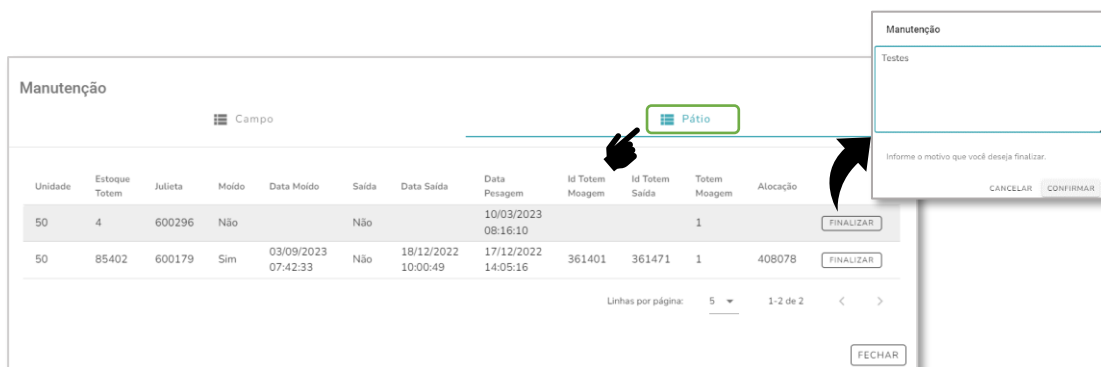 Manutenção
Campo
Pátio
Unidade Estoque Totem Julieta Moído Data Moído Saída Data Saída Data Pesagem Id Totem Moagem Id Totem Saída Totem Moagem Alocação
50 4 600296 Não Não 10/03/2023 08:16:10 1 FINALIZAR
50 85402 600179 Sim 03/09/2023 07:42:33 Não 18/12/2022 10:00:49 17/12/2022 14:05:16 361401 361471 1 408078 FINALIZAR
Linhas por página: 5 1-2 de 2
FECHAR
Manutenção
Testes
Informe o motivo que você deseja finalizar.
CANCELAR CONFIRMAR